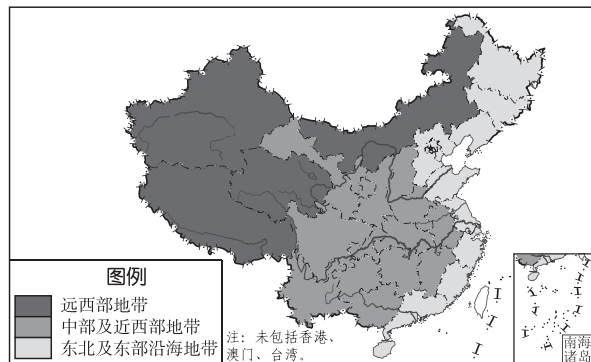 图例
远西部地带
中部及近西部地带
东北及东部沿海地带
注：未包括香港、
澳门、台湾。
南海
诸岛